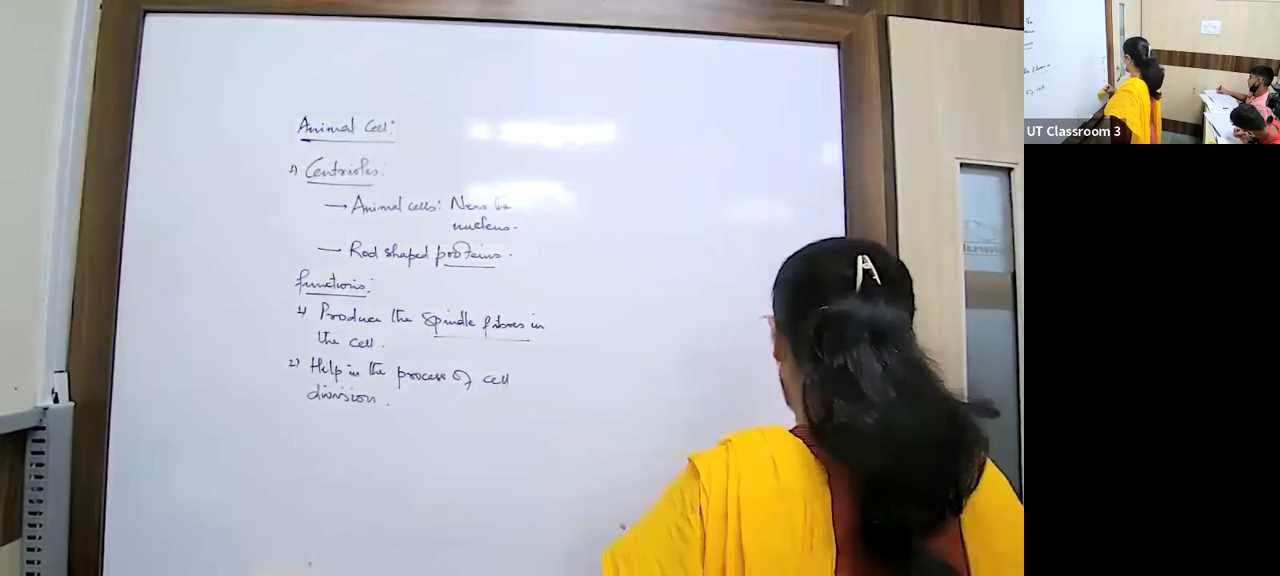 Animal Cell:
1) Centrioles:
→ Animal cells: Near the
nucleus.
→ Rod shaped proteins.
functions:
1) Produce the spindle fibres in
the cell.
2) Help in the process of cell
division.
UT Classroom 3